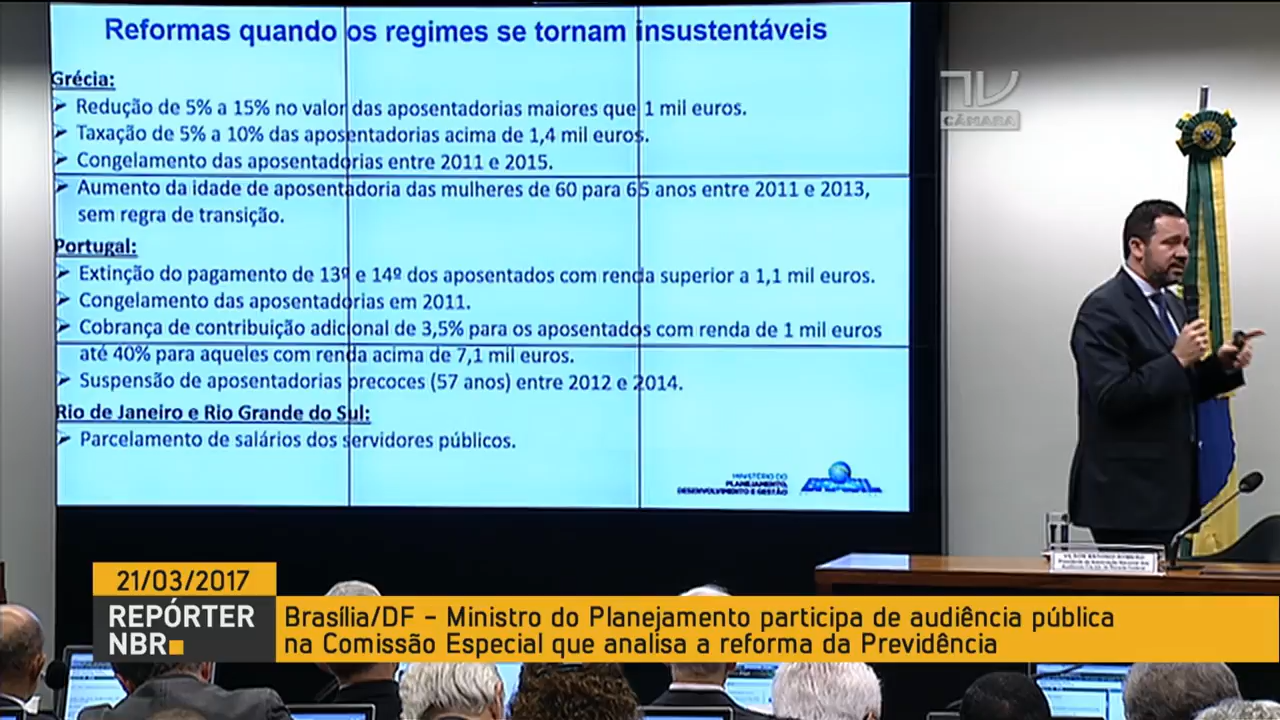 Reformas quando os regimes se tornam insustentáveis
Grécia:
Redução de 5% a 15% no valor das aposentadorias maiores que 1 mil euros.
Taxação de 5% a 10% das aposentadorias acima de 1,4 mil euros.
Congelamento das aposentadorias entre 2011 e 2015.
Aumento da idade de aposentadoria das mulheres de 60 para 65 anos entre 2011 e 2013,
sem regra de transição.
Portugal:
Extinção do pagamento de 13º e 14º dos aposentados com renda superior a 1,1 mil euros.
Congelamento das aposentadorias em 2011.
Cobrança de contribuição adicional de 3,5% para os aposentados com renda de 1 mil euros
até 40% para aqueles com renda acima de 7,1 mil euros.
Suspensão de aposentadorias precoces (57 anos) entre 2012 e 2014.
Rio de Janeiro e Rio Grande do Sul:
Parcelamento de salários dos servidores públicos.
MINISTÉRIO DO
PLANEJAMENTO,
DESENVOLVIMENTO E GESTÃO
TV
CÂMARA
21/03/2017
REPÓRTER
NBR
Brasília/DF – Ministro do Planejamento participa de audiência pública
na Comissão Especial que analisa a reforma da Previdência